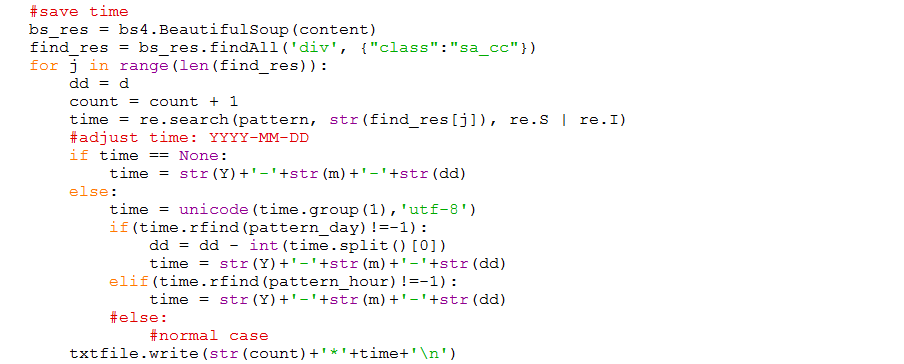 #save time
bs_res = bs4.BeautifulSoup(content)
find_res = bs_res.findAll('div', {"class":"sa_cc"})
for j in range(len(find_res)):
    dd = d
    count = count + 1
    time = re.search(pattern, str(find_res[j]), re.S | re.I)
    #adjust time: YYYY-MM-DD
    if time == None:
        time = str(Y)+'-'+str(m)+'-'+str(dd)
    else:
        time = unicode(time.group(1),'utf-8')
        if(time.rfind(pattern_day)!=-1):
            dd = dd - int(time.split()[0])
            time = str(Y)+'-'+str(m)+'-'+str(dd)
        elif(time.rfind(pattern_hour)!=-1):
            time = str(Y)+'-'+str(m)+'-'+str(dd)
        #else:
            #normal case
    txtfile.write(str(count)+'*'+time+'\n')